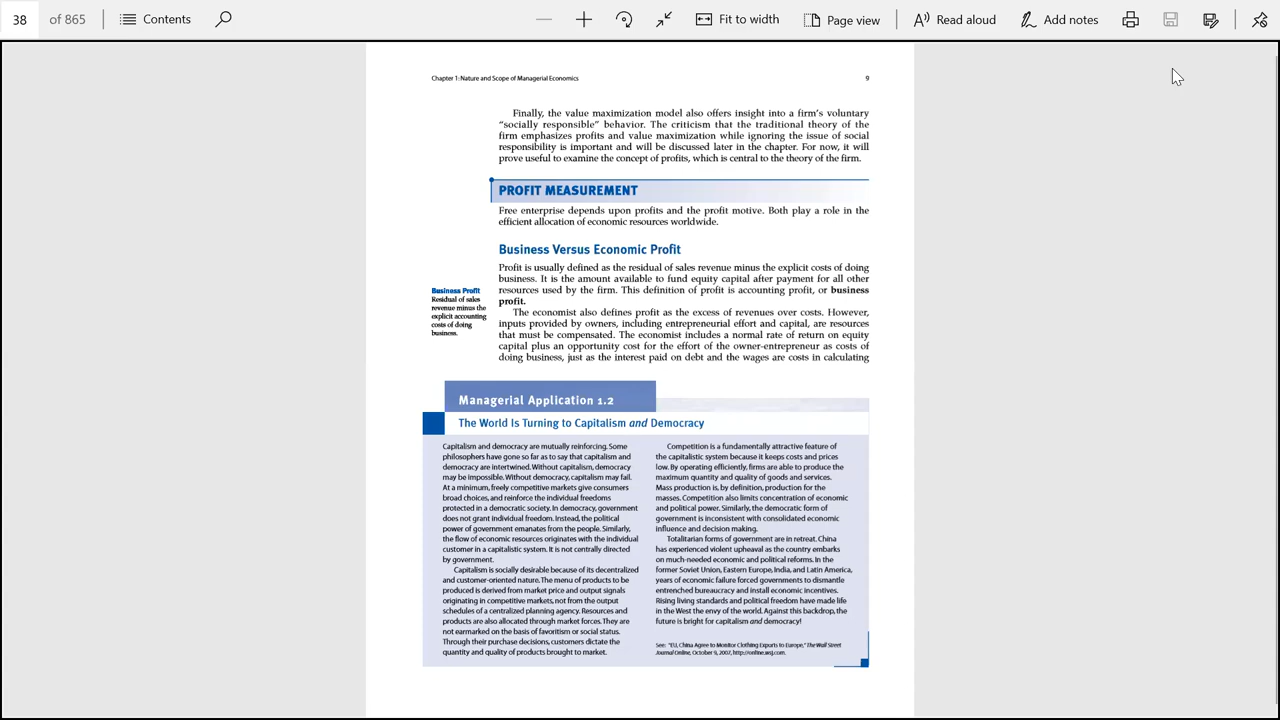 38 of 865 Contents Fit to width Page view Read aloud Add notes
Chapter 1: Nature and Scope of Managerial Economics 9
Finally, the value maximization model also offers insight into a firm's voluntary
“socially responsible” behavior. The criticism that the traditional theory of the
firm emphasizes profits and value maximization while ignoring the issue of social
responsibility is important and will be discussed later in the chapter. For now, it will
prove useful to examine the concept of profits, which is central to the theory of the firm.
PROFIT MEASUREMENT
Free enterprise depends upon profits and the profit motive. Both play a role in the
efficient allocation of economic resources worldwide.
Business Versus Economic Profit
Profit is usually defined as the residual of sales revenue minus the explicit costs of doing
business. It is the amount available to fund equity capital after payment for all other
resources used by the firm. This definition of profit is accounting profit, or business
profit.
Business Profit
Residual of sales
revenue minus the
explicit accounting
costs of doing
business.
The economist also defines profit as the excess of revenues over costs. However,
inputs provided by owners, including entrepreneurial effort and capital, are resources
that must be compensated. The economist includes a normal rate of return on equity
capital plus an opportunity cost for the effort of the owner-entrepreneur as costs of
doing business, just as the interest paid on debt and the wages are costs in calculating
Managerial Application 1.2
The World Is Turning to Capitalism and Democracy
Capitalism and democracy are mutually reinforcing. Some
philosophers have gone so far as to say that capitalism and
democracy are intertwined. Without capitalism, democracy
may be impossible. Without democracy, capitalism may fail.
At a minimum, freely competitive markets give consumers
broad choices, and reinforce the individual freedoms
protected in a democratic society. In democracy, government
does not grant individual freedom. Instead, the political
power of government emanates from the people. Similarly,
the flow of economic resources originates with the individual
customer in a capitalistic system. It is not centrally directed
by government.
Capitalism is socially desirable because of its decentralized
and customer-oriented nature. The menu of products to be
produced is derived from market price and output signals
originating in competitive markets, not from the output
schedules of a centralized planning agency. Resources and
products are also allocated through market forces. They are
not earmarked on the basis of favoritism or social status.
Through their purchase decisions, customers dictate the
quantity and quality of products brought to market.
Competition is a fundamentally attractive feature of
the capitalistic system because it keeps costs and prices
low. By operating efficiently, firms are able to produce the
maximum quantity and quality of goods and services.
Mass production is, by definition, production for the
masses. Competition also limits concentration of economic
and political power. Similarly, the democratic form of
government is inconsistent with consolidated economic
influence and decision making.
Totalitarian forms of government are in retreat. China
has experienced violent upheaval as the country embarks
on much-needed economic and political reforms. In the
former Soviet Union, Eastern Europe, India, and Latin America,
years of economic failure forced governments to dismantle
entrenched bureaucracy and install economic incentives.
Rising living standards and political freedom have made life
in the West the envy of the world. Against this backdrop, the
future is bright for capitalism and democracy!
See: “EU, China Agree to Monitor Clothing Exports to Europe,” The Wall Street
Journal Online, October 9, 2007, http://online.wsj.com.